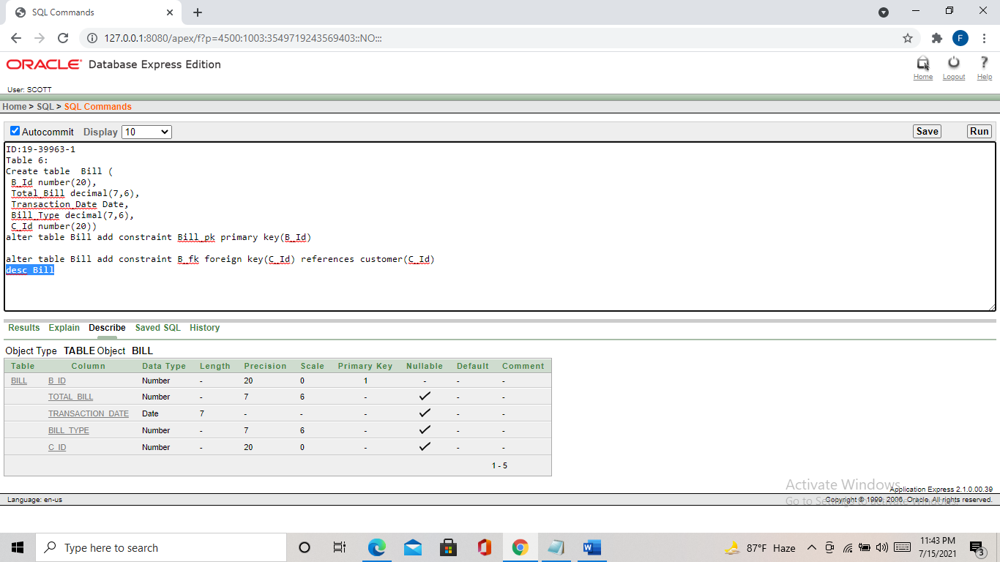 SQL Commands
127.0.0.1:8080/apex/f?p=4500:1003:3549719243569403::NO:::
F
ORACLE Database Express Edition
Home Logout Help
User: SCOTT
Home > SQL > SQL Commands
Autocommit Display 10 Save Run
ID:19-39963-1
Table 6:
Create table  Bill (
B_Id number(20),
Total_Bill decimal(7,6),
Transaction_Date Date,
Bill_Type decimal(7,6),
C_Id number(20))
alter table Bill add constraint Bill_pk primary key(B_Id)
alter table Bill add constraint B_fk foreign key(C_Id) references customer(C_Id)
desc Bill
Results Explain Describe Saved SQL History
Object Type TABLE Object BILL
Table Column Data Type Length Precision Scale Primary Key Nullable Default Comment
BILL B_ID Number - 20 0 1 - - -
TOTAL_BILL Number - 7 6 - - -
TRANSACTION_DATE Date 7 - - - - -
BILL_TYPE Number - 7 6 - - -
C_ID Number - 20 0 - - -
1 - 5
Activate Windows
Application Express 2.1.0.00.39
Language: en-us
Go to Settings to activate Windows.
Copyright © 1999, 2006, Oracle. All rights reserved.
Type here to search
87°F Haze
11:43 PM
7/15/2021
3